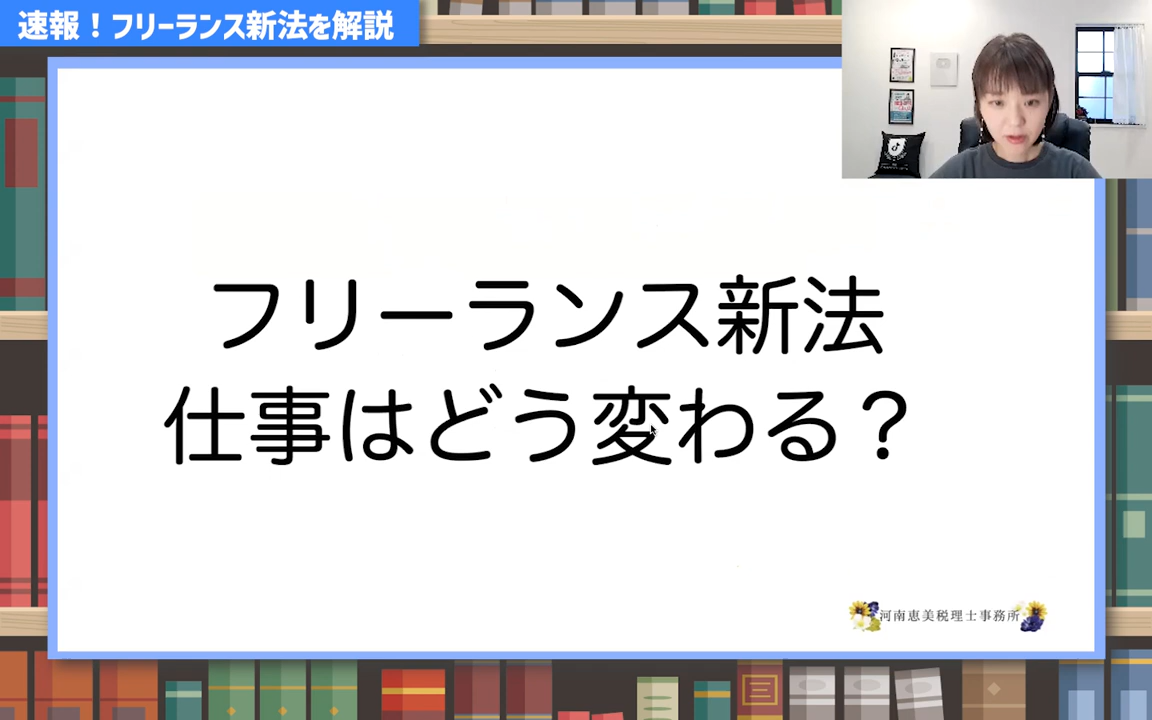 速報！フリーランス新法を解説
フリーランス新法
仕事はどう変わる？
河南恵美税理士事務所